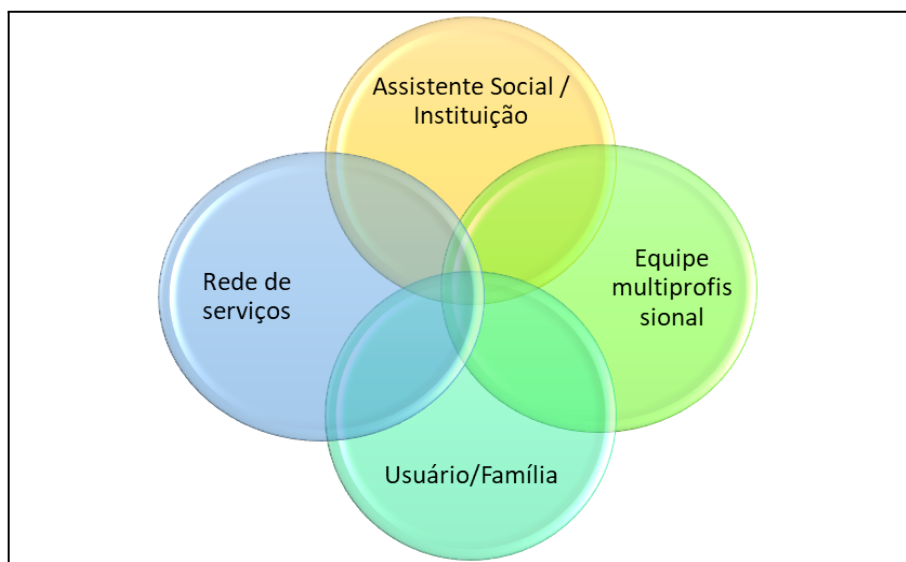 Assistente Social /
Instituição
Rede de
serviços
Equipe
multiprofis
sional
Usuário/Família